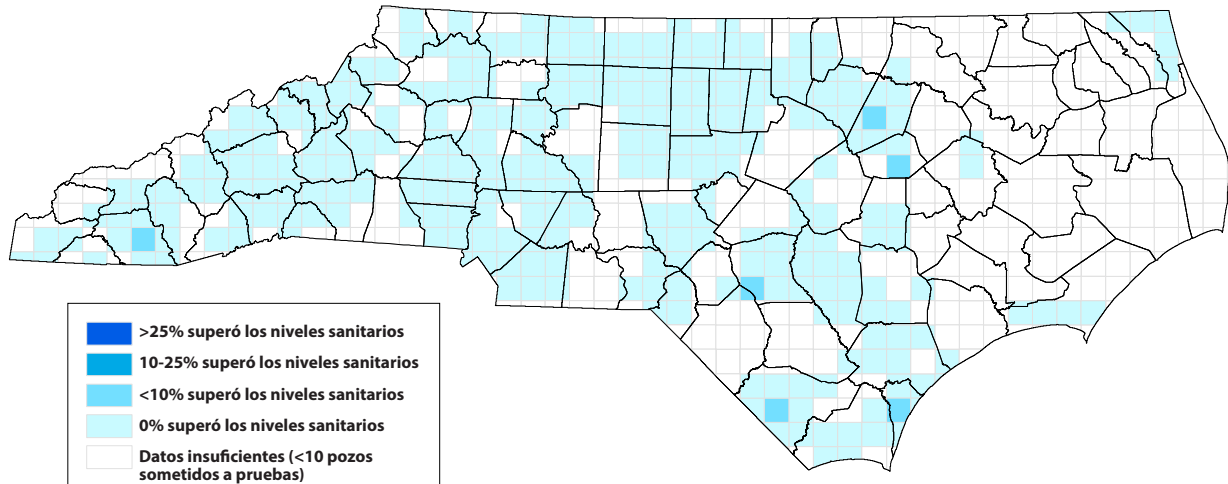 >25% superó los niveles sanitarios
10-25% superó los niveles sanitarios
<10% superó los niveles sanitarios
0% superó los niveles sanitarios
Datos insuficientes (<10 pozos
sometidos a pruebas)